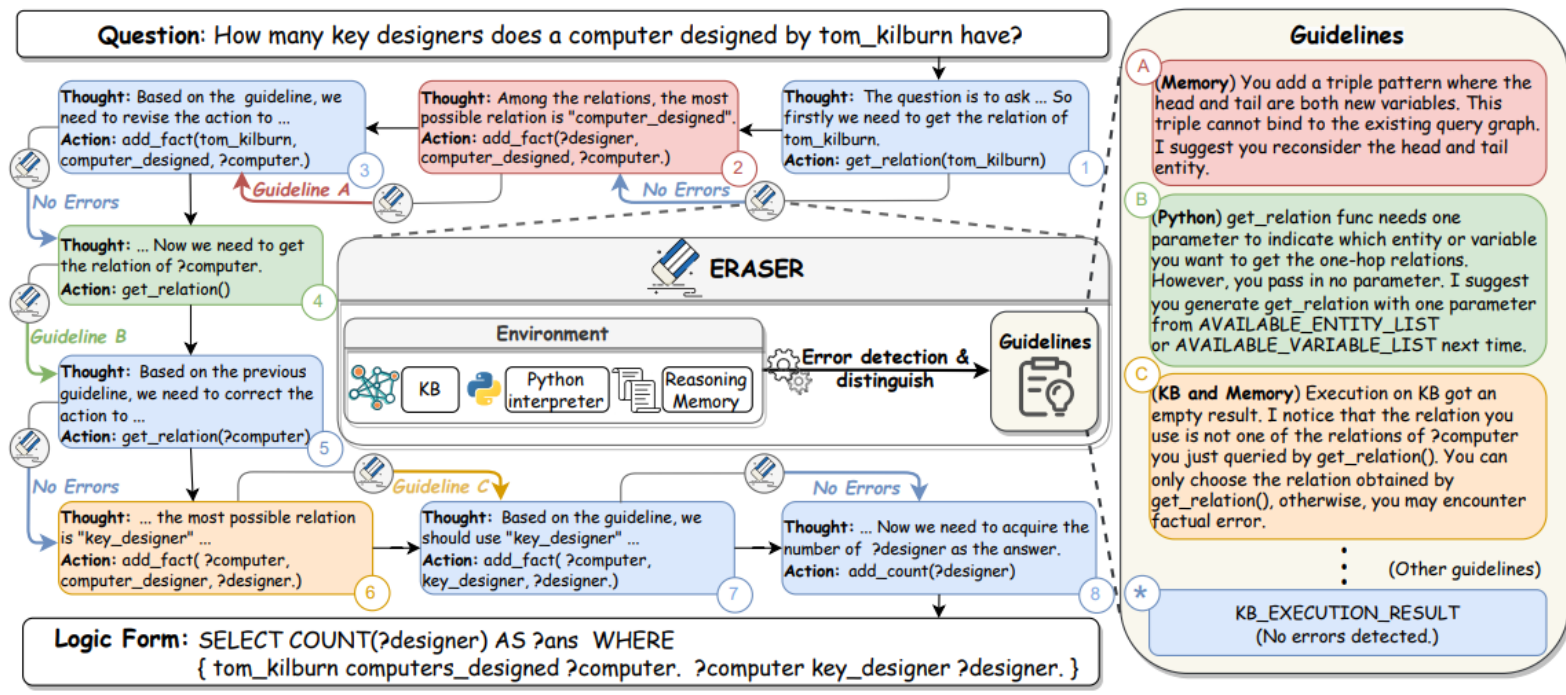 Question: How many key designers does a computer designed by tom_kilburn have?
Thought: The question is to ask ... So
firstly we need to get the relation of
tom_kilburn.
Action: get_relation(tom_kilburn)
1
No Errors
Thought: Among the relations, the most
possible relation is "computer_designed".
Action: add_fact(?designer,
computer_designed, ?computer.)
2
Guideline A
Thought: Based on the guideline, we
need to revise the action to ...
Action: add_fact(tom_kilburn,
computer_designed, ?computer.)
3
No Errors
Thought: ... Now we need to get
the relation of ?computer.
Action: get_relation()
4
Guideline B
Thought: Based on the previous
guideline, we need to correct the
action to ...
Action: get_relation(?computer)
5
No Errors
Thought: ... the most possible relation
is "key_designer" ...
Action: add_fact( ?computer,
computer_designer, ?designer.)
6
Guideline C
Thought: Based on the guideline, we
should use "key_designer" ...
Action: add_fact( ?computer,
key_designer, ?designer.)
7
No Errors
Thought: ... Now we need to acquire the
number of ?designer as the answer.
Action: add_count(?designer)
8
ERASER
Environment
KB
Python
interpreter
Reasoning
Memory
Error detection &
distinguish
Guidelines
Logic Form: SELECT COUNT(?designer) AS ?ans WHERE
{ tom_kilburn computers_designed ?computer. ?computer key_designer ?designer. }
Guidelines
A
(Memory) You add a triple pattern where the
head and tail are both new variables. This
triple cannot bind to the existing query graph.
I suggest you reconsider the head and tail
entity.
B
(Python) get_relation func needs one
parameter to indicate which entity or variable
you want to get the one-hop relations.
However, you pass in no parameter. I suggest
you generate get_relation with one parameter
from AVAILABLE_ENTITY_LIST
or AVAILABLE_VARIABLE_LIST next time.
C
(KB and Memory) Execution on KB got an
empty result. I notice that the relation you
use is not one of the relations of ?computer
you just queried by get_relation(). You can
only choose the relation obtained by
get_relation(), otherwise, you may encounter
factual error.
(Other guidelines)
*
KB_EXECUTION_RESULT
(No errors detected.)